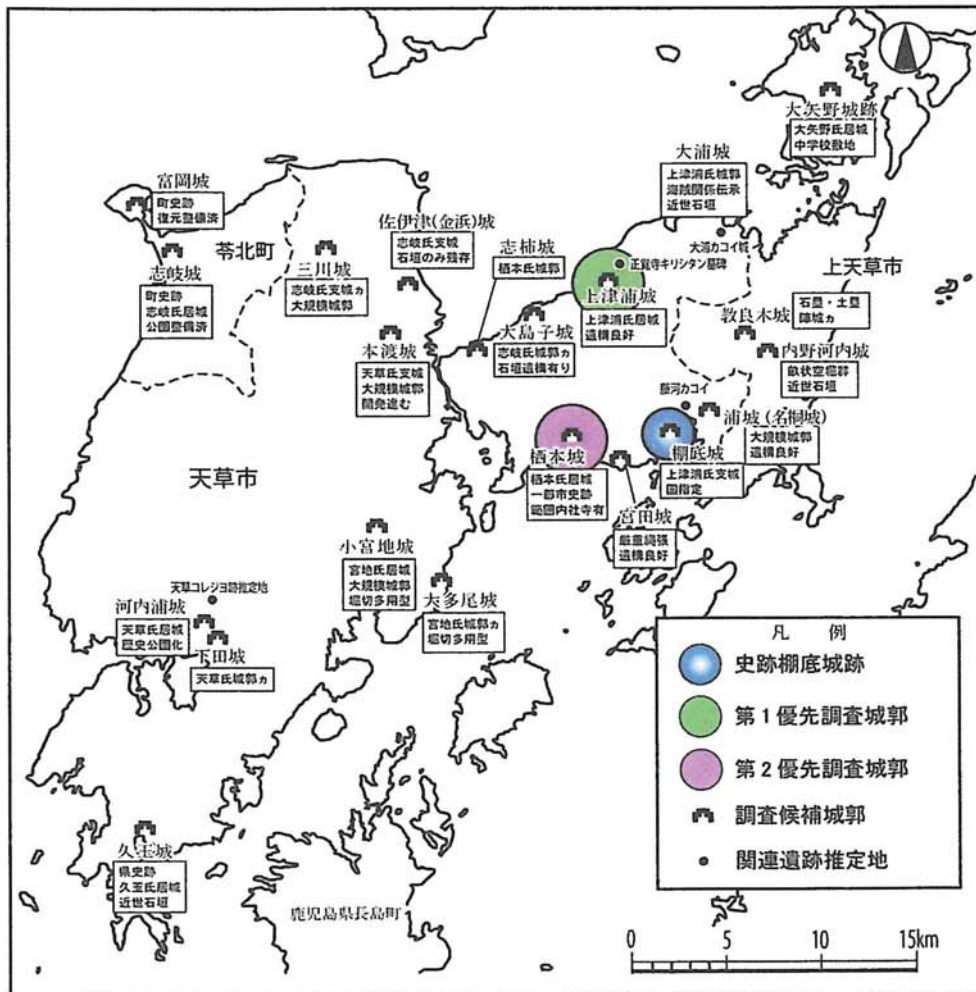 大矢野城跡
大矢野氏居城
中学校敷地
大浦城
上津浦氏城郭
海賊関係伝承
近世石垣
大浦カコイ城
富岡城
町史跡
復元整備済
志岐城
町史跡
志岐氏居城
公園整備済
苓北町
三川城
志岐氏支城ヵ
大規模城郭
佐伊津(金浜)城
志岐氏支城
石垣のみ残存
志柿城
栖本氏城郭
正覚寺キリシタン墓碑
上津浦城
上津浦氏居城
遺構良好
上天草市
大島子城
志岐氏城郭ヵ
石垣遺構有り
本渡城
天草氏支城
大規模城郭
開発進む
教良木城
石塁・土塁
陣城ヵ
内野河内城
畝状空堀群
近世石垣
懸河カコイ
浦城(名桐城)
大規模城郭
遺構良好
棚底城
上津浦氏支城
国指定
栖本城
栖本氏居城
一部市史跡
範囲内社寺有
宮田城
厳重縄張
遺構良好
天草市
小宮地城
宮地氏居城
大規模城郭
堀切多用型
大多尾城
宮地氏城郭ヵ
堀切多用型
天草コレジヨ跡推定地
河内浦城
天草氏居城
歴史公園化
下田城
天草氏城郭ヵ
久玉城
県史跡
久玉氏居城
近世石垣
鹿児島県長島町
凡 例
史跡棚底城跡
第1優先調査城郭
第2優先調査城郭
調査候補城郭
関連遺跡推定地
0 5 10 15km